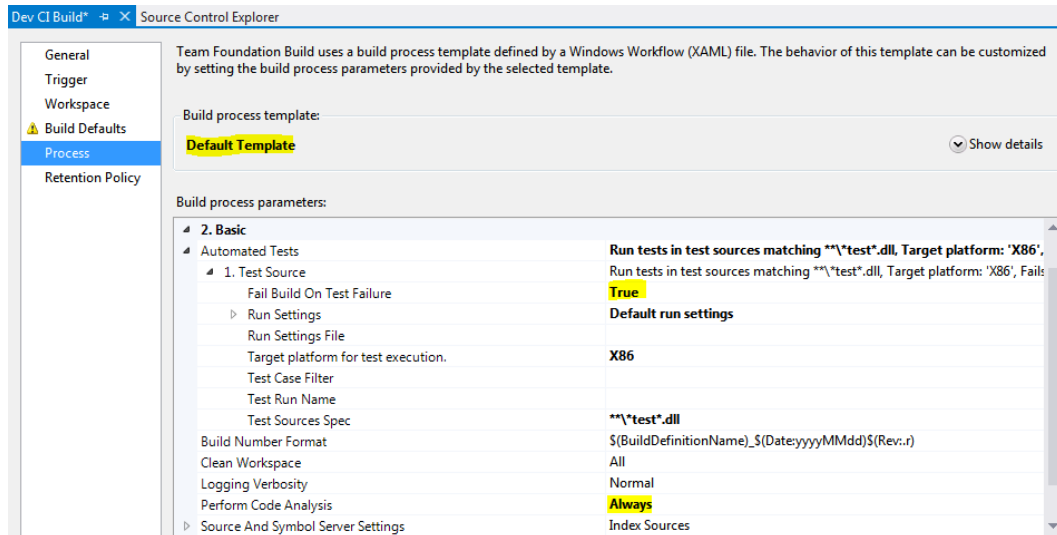 Dev CI Build* Source Control Explorer
General
Trigger
Workspace
Build Defaults
Process
Retention Policy
Team Foundation Build uses a build process template defined by a Windows Workflow (XAML) file. The behavior of this template can be customized
by setting the build process parameters provided by the selected template.
Build process template:
Default Template Show details
Build process parameters:
2. Basic
Automated Tests Run tests in test sources matching **\*test*.dll, Target platform: 'X86',
1. Test Source Run tests in test sources matching **\*test*.dll, Target platform: 'X86', Fails
Fail Build On Test Failure True
Run Settings Default run settings
Run Settings File
Target platform for test execution. X86
Test Case Filter
Test Run Name
Test Sources Spec **\*test*.dll
Build Number Format $(BuildDefinitionName)_$(Date:yyyyMMdd)$(Rev:.r)
Clean Workspace All
Logging Verbosity Normal
Perform Code Analysis Always
Source And Symbol Server Settings Index Sources